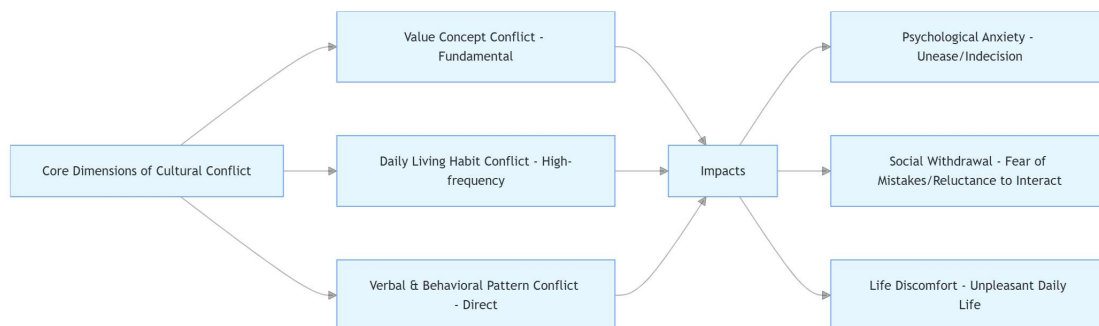 Value Concept Conflict -
Fundamental
Psychological Anxiety -
Unease/Indecision
Core Dimensions of Cultural Conflict
Daily Living Habit Conflict - High-
frequency
Impacts
Social Withdrawal - Fear of
Mistakes/Reluctance to Interact
Verbal & Behavioral Pattern Conflict
- Direct
Life Discomfort - Unpleasant Daily
Life